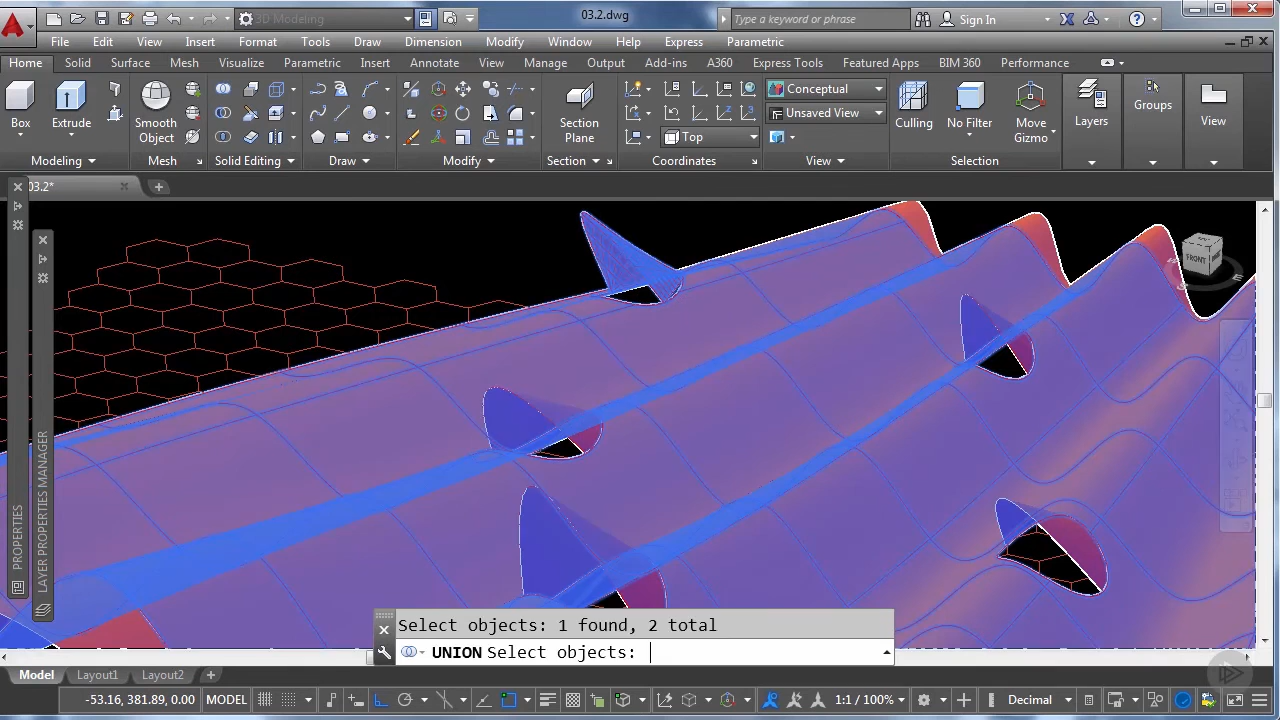 3D Modeling
03.2.dwg
Type a keyword or phrase
Sign In
File Edit View Insert Format Tools Draw Dimension Modify Window Help Express Parametric
Home Solid Surface Mesh Visualize Parametric Insert Annotate View Manage Output Add-ins A360 Express Tools Featured Apps BIM 360 Performance
Box
Extrude
Smooth
Object
Section
Plane
Conceptual
Unsaved View
Top
Culling
No Filter
Move
Gizmo
Layers
Groups
View
Modeling
Mesh
Solid Editing
Draw
Modify
Section
Coordinates
View
Selection
03.2*
FRONT
PROPERTIES
LAYER PROPERTIES MANAGER
Select objects: 1 found, 2 total
UNION Select objects:
Model Layout1 Layout2
-53.16, 381.89, 0.00 MODEL
1:1 / 100%
Decimal